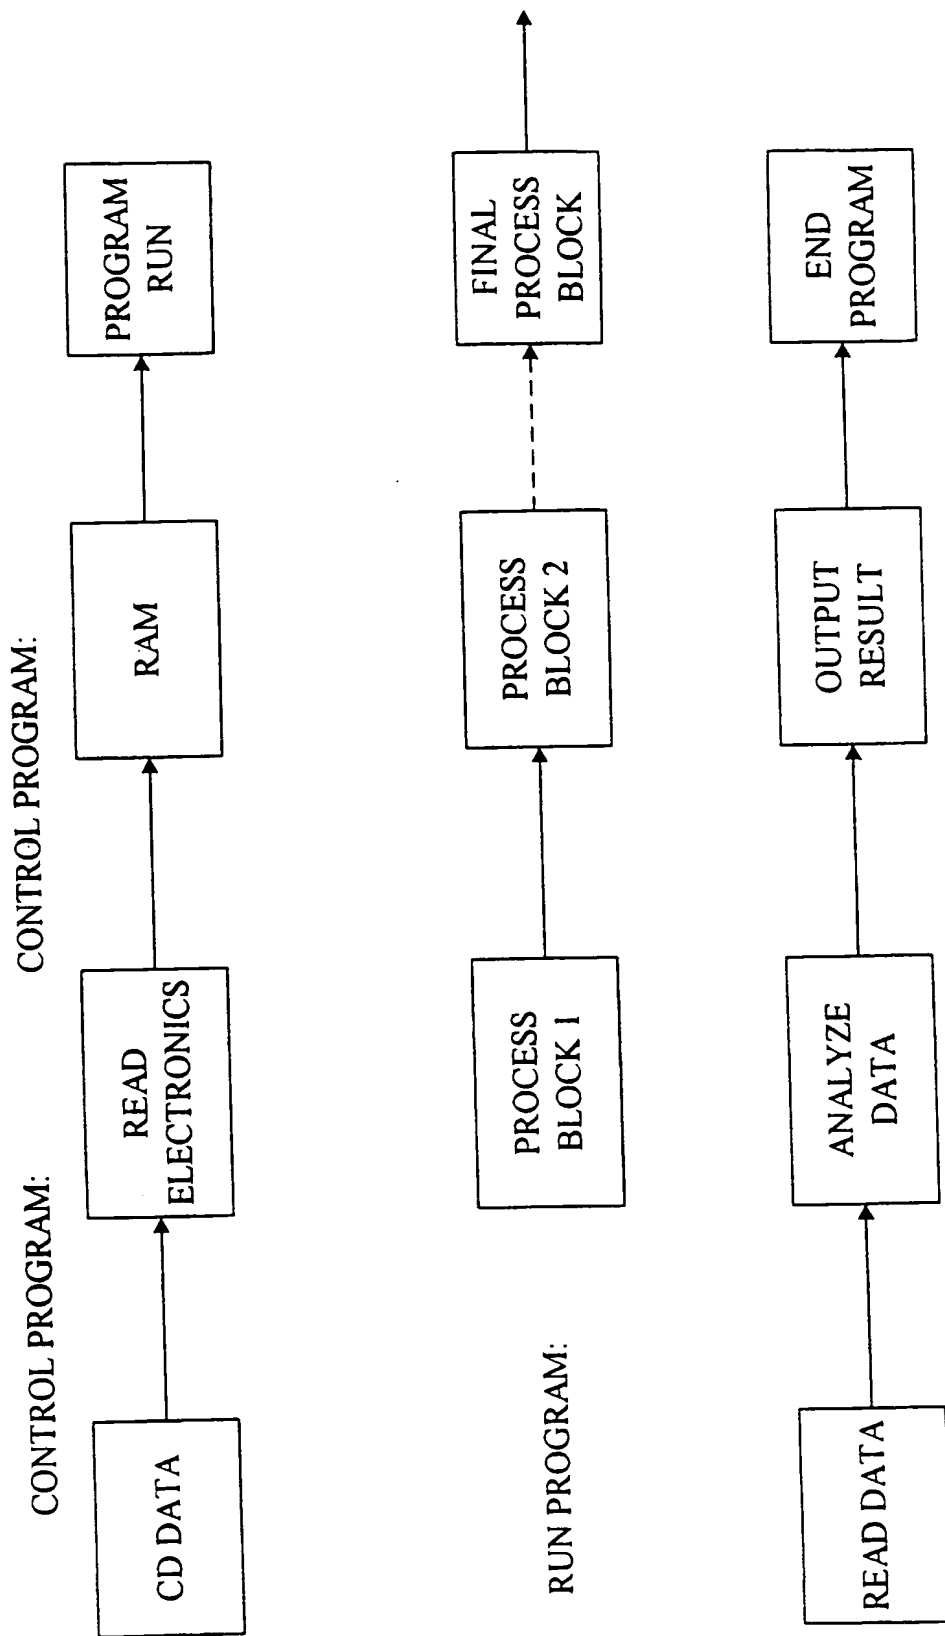 CONTROL PROGRAM:
CONTROL PROGRAM:
CD DATA
READ
ELECTRONICS
RAM
PROGRAM
RUN
RUN PROGRAM:
PROCESS
BLOCK 1
PROCESS
BLOCK 2
FINAL
PROCESS
BLOCK
READ DATA
ANALYZE
DATA
OUTPUT
RESULT
END
PROGRAM